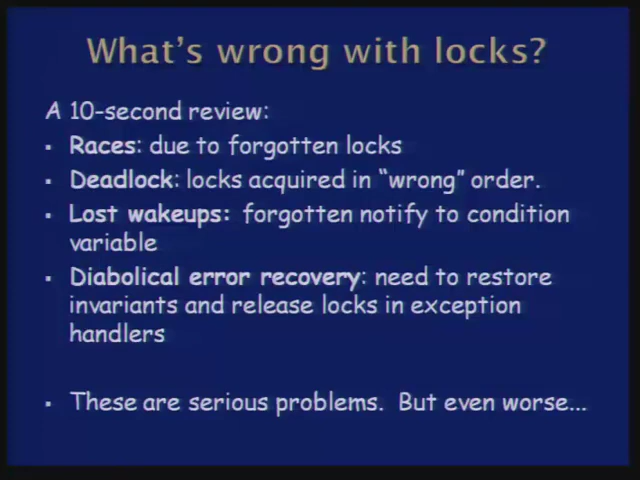 What's wrong with locks?
A 10-second review:
▪ Races: due to forgotten locks
▪ Deadlock: locks acquired in “wrong” order.
▪ Lost wakeups: forgotten notify to condition
variable
▪ Diabolical error recovery: need to restore
invariants and release locks in exception
handlers
▪ These are serious problems. But even worse...